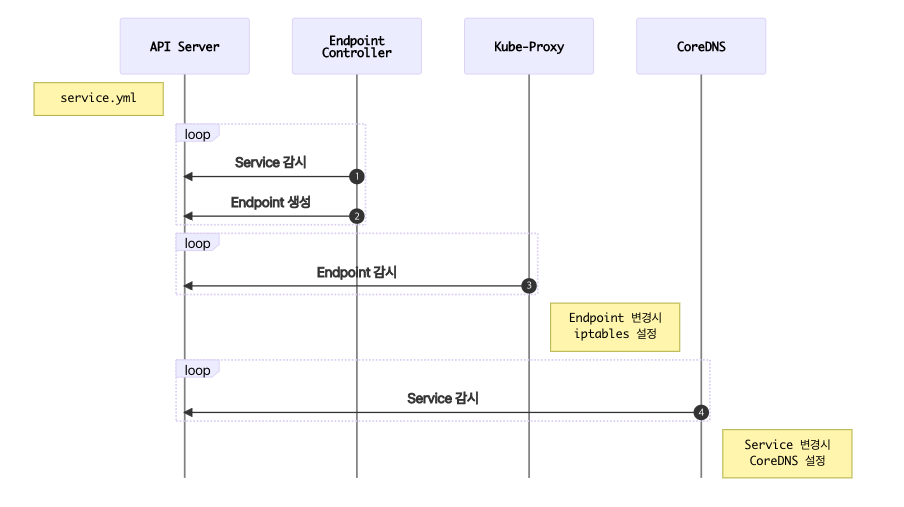 API Server
Endpoint
Controller
Kube-Proxy
CoreDNS
service.yml
loop
Service 감시
1
Endpoint 생성
2
loop
Endpoint 감시
3
Endpoint 변경시
iptables 설정
loop
Service 감시
4
Service 변경시
CoreDNS 설정